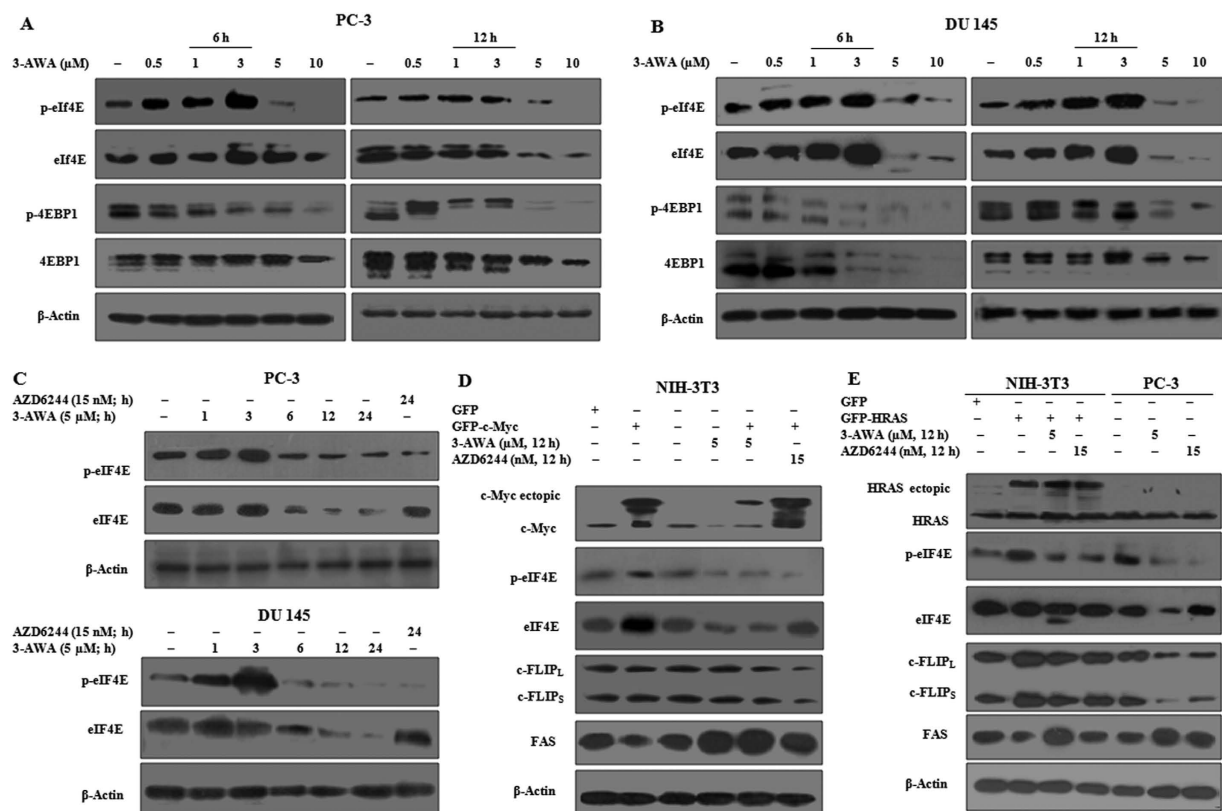 A
PC-3
6 h 12 h
3-AWA (µM) – 0.5 1 3 5 10 – 0.5 1 3 5 10
p-eIf4E
eIf4E
p-4EBP1
4EBP1
β-Actin
B
DU 145
6 h 12 h
3-AWA (µM) – 0.5 1 3 5 10 – 0.5 1 3 5 10
p-eIf4E
eIf4E
p-4EBP1
4EBP1
β-Actin
C
PC-3
AZD6244 (15 nM; h) – – – – – – 24
3-AWA (5 µM; h) – 1 3 6 12 24 –
p-eIF4E
eIF4E
β-Actin
DU 145
AZD6244 (15 nM; h) – – – – – – 24
3-AWA (5 µM; h) – 1 3 6 12 24 –
p-eIF4E
eIF4E
β-Actin
D
NIH-3T3
GFP + – – – – – –
GFP-c-Myc – + – – + +
3-AWA (µM, 12 h) – – – 5 5 –
AZD6244 (nM, 12 h) – – – – – 15
c-Myc ectopic
c-Myc
p-eIF4E
eIF4E
c-FLIPL
c-FLIPS
FAS
β-Actin
E
NIH-3T3 PC-3
GFP + – – – – – –
GFP-HRAS – + + + – – –
3-AWA (µM, 12 h) – – 5 – – 5 –
AZD6244 (nM, 12 h) – – – 15 – – 15
HRAS ectopic
HRAS
p-eIF4E
eIF4E
c-FLIPL
c-FLIPS
FAS
β-Actin